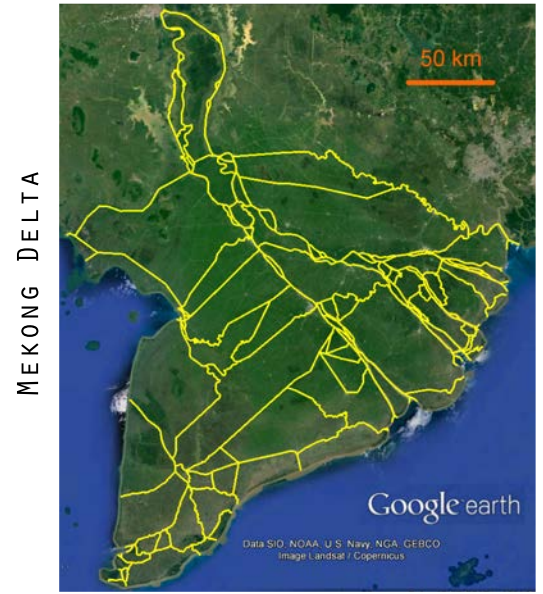 MEKONG DELTA
50 km
Google earth
Data SIO, NOAA, U.S. Navy, NGA, GEBCO
Image Landsat / Copernicus